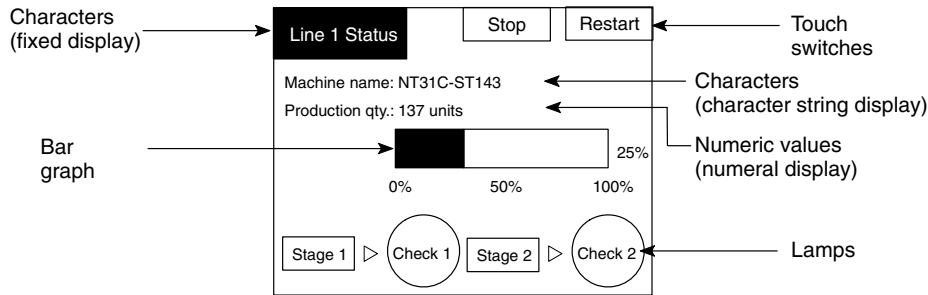 Characters
(fixed display)
Line 1 Status
Stop
Restart
Touch
switches
Machine name: NT31C-ST143
Characters
(character string display)
Production qty.: 137 units
Numeric values
(numeral display)
Bar
graph
25%
0%
50%
100%
Stage 1
Check 1
Stage 2
Check 2
Lamps